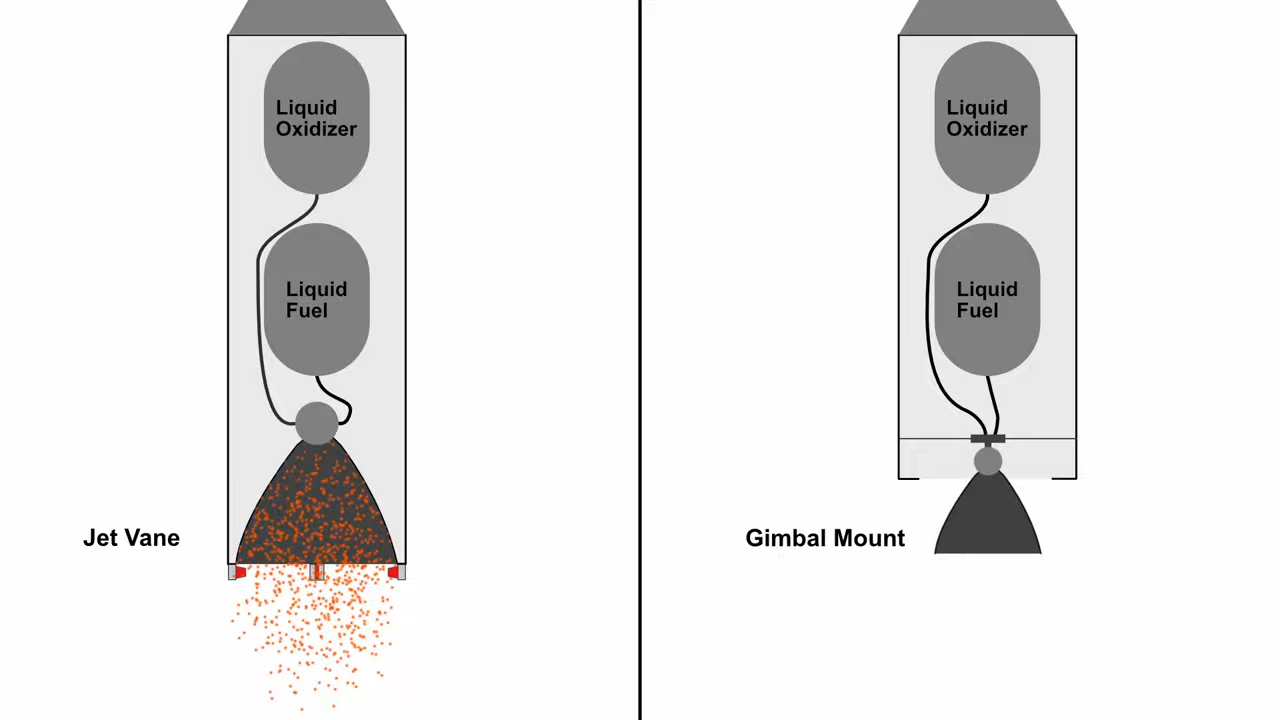 Liquid
Oxidizer
Liquid
Fuel
Jet Vane
Liquid
Oxidizer
Liquid
Fuel
Gimbal Mount